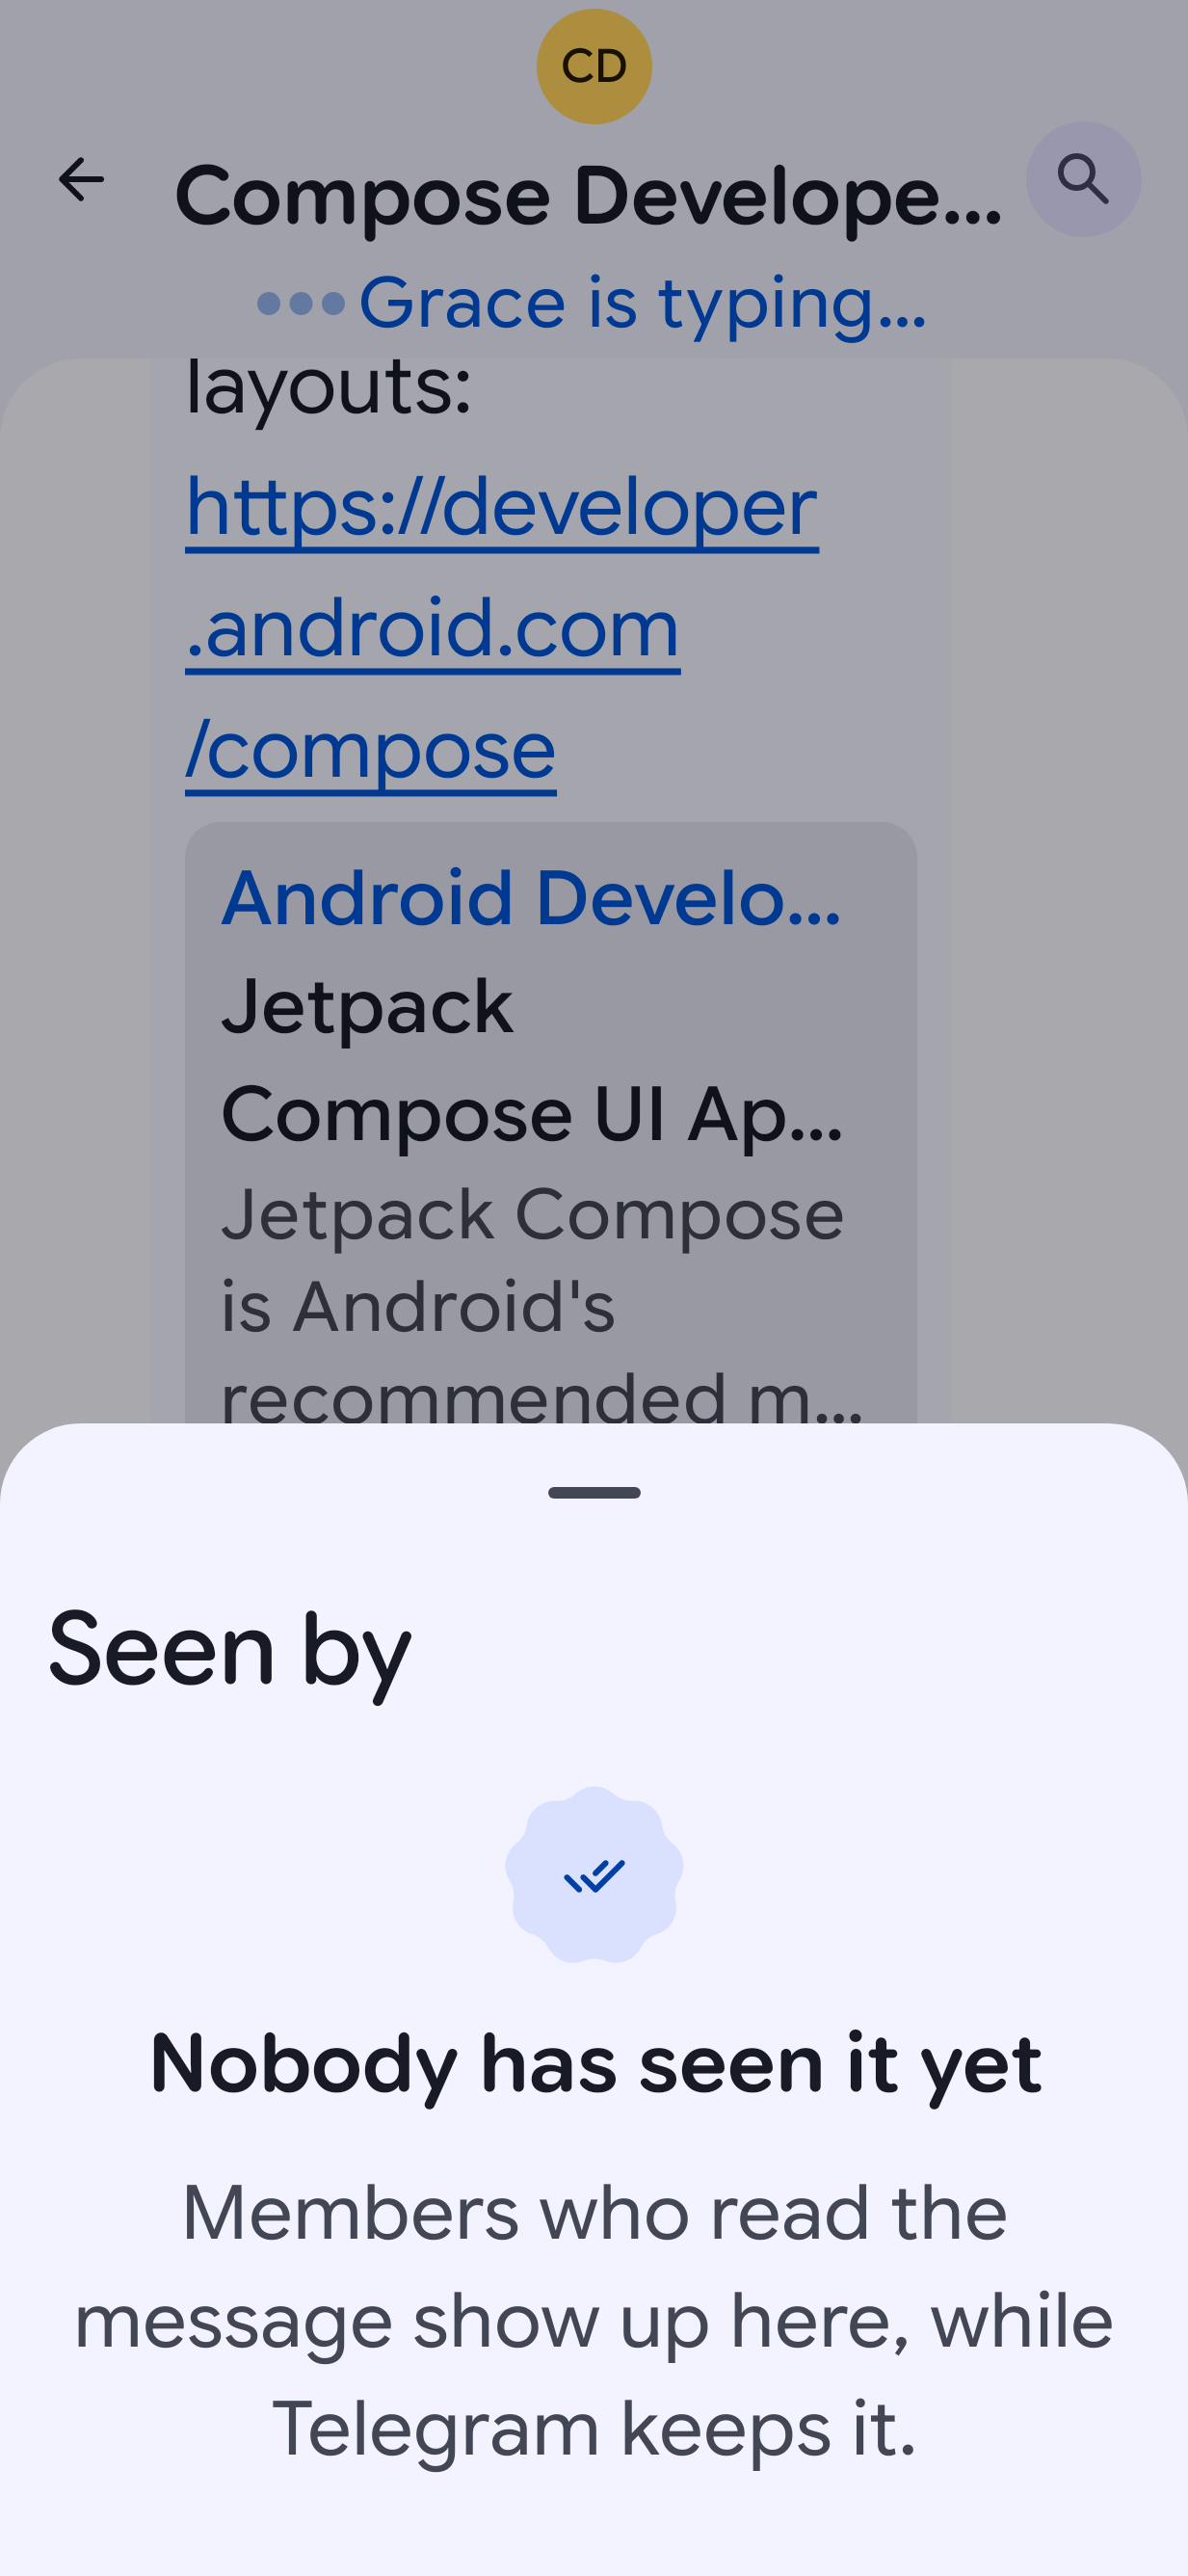 CD
Compose Develope...
Grace is typing...
layouts:
https://developer
.android.com
/compose
Android Develo...
Jetpack
Compose UI Ap...
Jetpack Compose
is Android's
recommended m...
Seen by
Nobody has seen it yet
Members who read the
message show up here, while
Telegram keeps it.